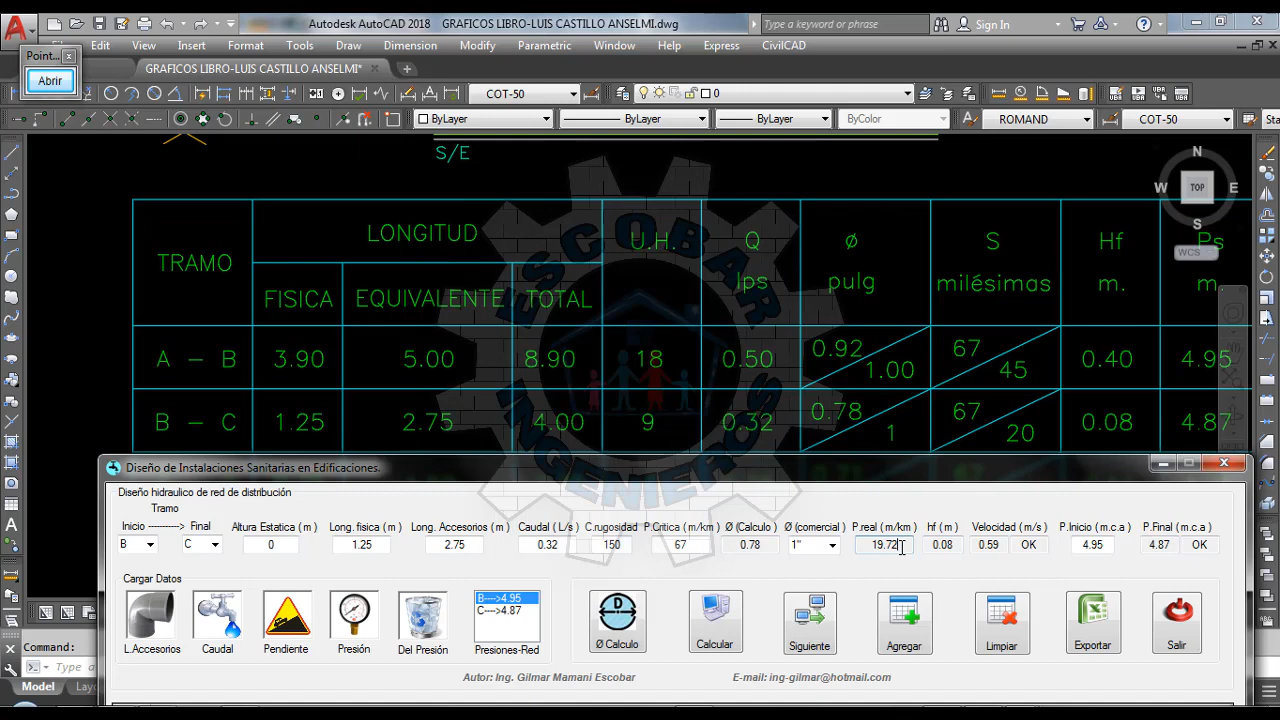 Autodesk AutoCAD 2018 GRAFICOS LIBRO-LUIS CASTILLO ANSELMI.dwg
Type a keyword or phrase
Sign In
Edit View Insert Format Tools Draw Dimension Modify Parametric Window Help Express CivilCAD
Point...
Abrir
GRAFICOS LIBRO-LUIS CASTILLO ANSELMI*
COT-50
0
ByLayer ByLayer ByLayer ByColor ROMAND COT-50 Sta
S/E
N
W TOP E
S
WCS
TRAMO LONGITUD U.H. Q ø S Hf Ps
lps pulg milésimas m. m.
FISICA EQUIVALENTE TOTAL
A - B 3.90 5.00 8.90 18 0.50 0.92 1.00 67 45 0.40 4.95
B - C 1.25 2.75 4.00 9 0.32 0.78 1 67 20 0.08 4.87
ESCOBAR
INGENIEROS
Diseño de Instalaciones Sanitarias en Edificaciones.
Diseño hidraulico de red de distribución
Tramo
Inicio ----------> Final Altura Estatica ( m ) Long. fisica ( m ) Long. Accesorios ( m ) Caudal ( L/s ) C.rugosidad P.Critica ( m/km ) Ø (Calculo ) Ø (comercial ) P.real ( m/km ) hf ( m ) Velocidad ( m/s ) P.Inicio ( m.c.a ) P.Final ( m.c.a )
B C 0 1.25 2.75 0.32 150 67 0.78 1" 19.72 0.08 0.59 OK 4.95 4.87 OK
Cargar Datos
B---->4.95
C---->4.87
L.Accesorios Caudal Pendiente Presión Del Presión Presiones-Red Ø Calculo Calcular Siguiente Agregar Limpiar Exportar Salir
Autor: Ing. Gilmar Mamani Escobar E-mail: ing-gilmar@hotmail.com
Command:
Type a
Model Layo